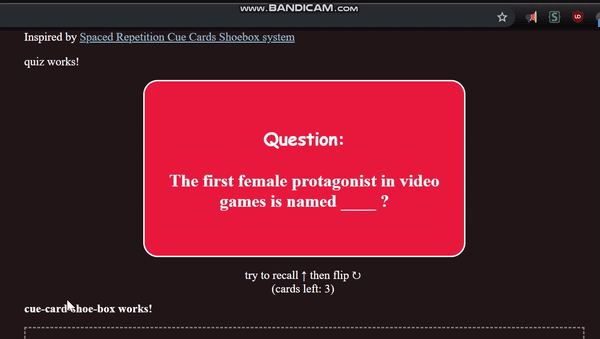 www.BANDICAM.com
Inspired by Spaced Repetition Cue Cards Shoebox system
quiz works!
Question:
The first female protagonist in video
games is named ____ ?
try to recall ↑ then flip ↻
(cards left: 3)
cue-card-shoe-box works!